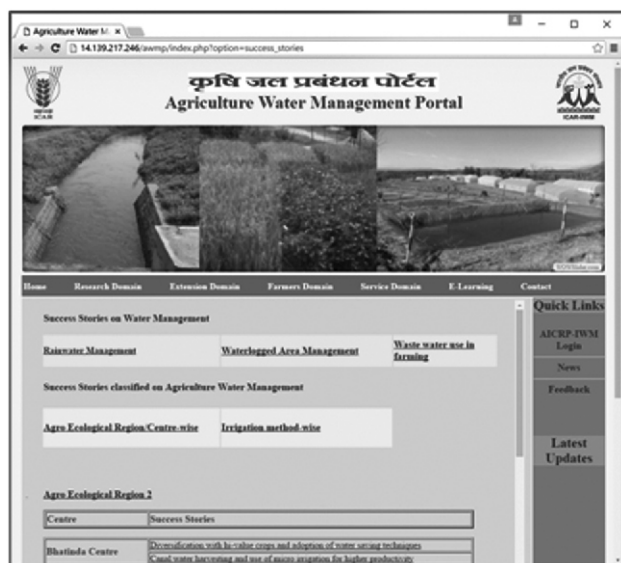 Agriculture Water M
14.139.217.246/awmp/index.php?option=success_stories
कृषि जल प्रबंधन पोर्टल
Agriculture Water Management Portal
ICAR
ICAR-IIWM
Home Research Domain Extension Domain Farmers Domain Service Domain E-Learning Contact
Success Stories on Water Management
Rainwater Management Waterlogged Area Management Waste water use in
farming
Success Stories classified on Agriculture Water Management
Agro Ecological Region/Centre-wise Irrigation method-wise
Agro Ecological Region 2
Centre Success Stories
Bhatinda Centre
Diversification with hi-value crops and adoption of water saving techniques
Canal water harvesting and use of micro irrigation for higher productivity
Quick Links
AICRP-IWM
Login
News
Feedback
Latest
Updates